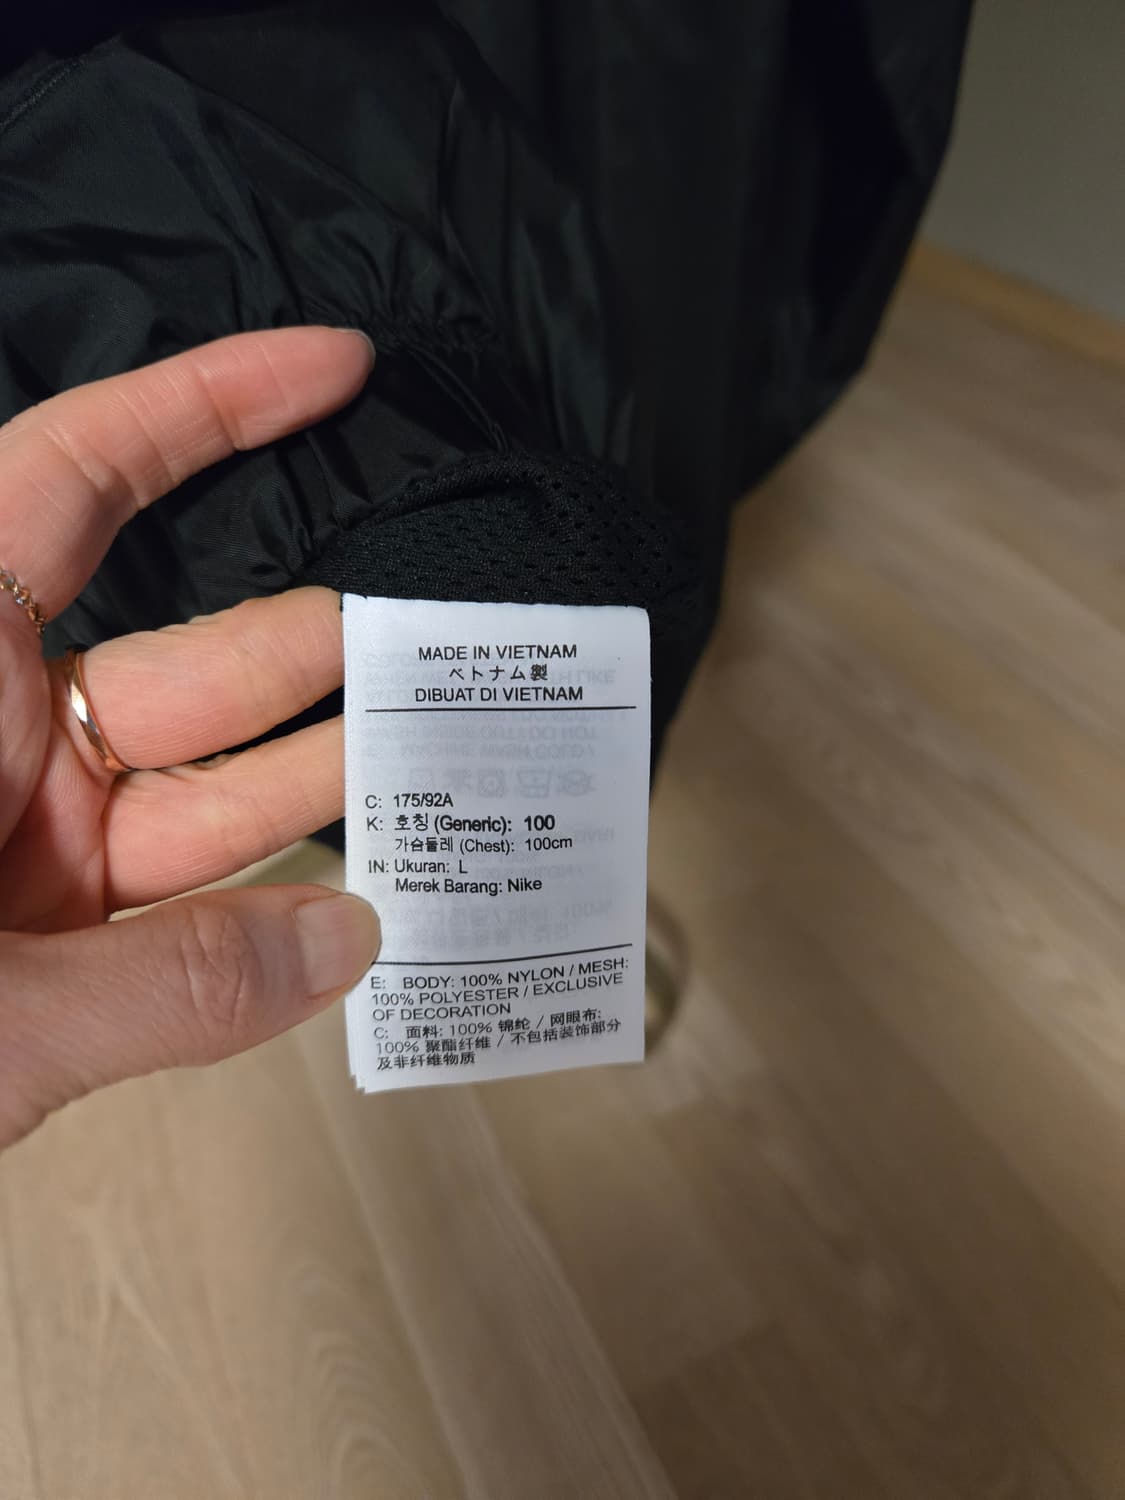 MADE IN VIETNAM
ベトナム製
DIBUAT DI VIETNAM
C: 175/92A
K: 호칭 (Generic): 100
가슴둘레 (Chest): 100cm
IN: Ukuran: L
Merek Barang: Nike
E: BODY: 100% NYLON / MESH:
100% POLYESTER / EXCLUSIVE
OF DECORATION
C: 面料: 100% 锦纶 / 网眼布:
100% 聚酯纤维 / 不包括装饰部分
及非纤维物质